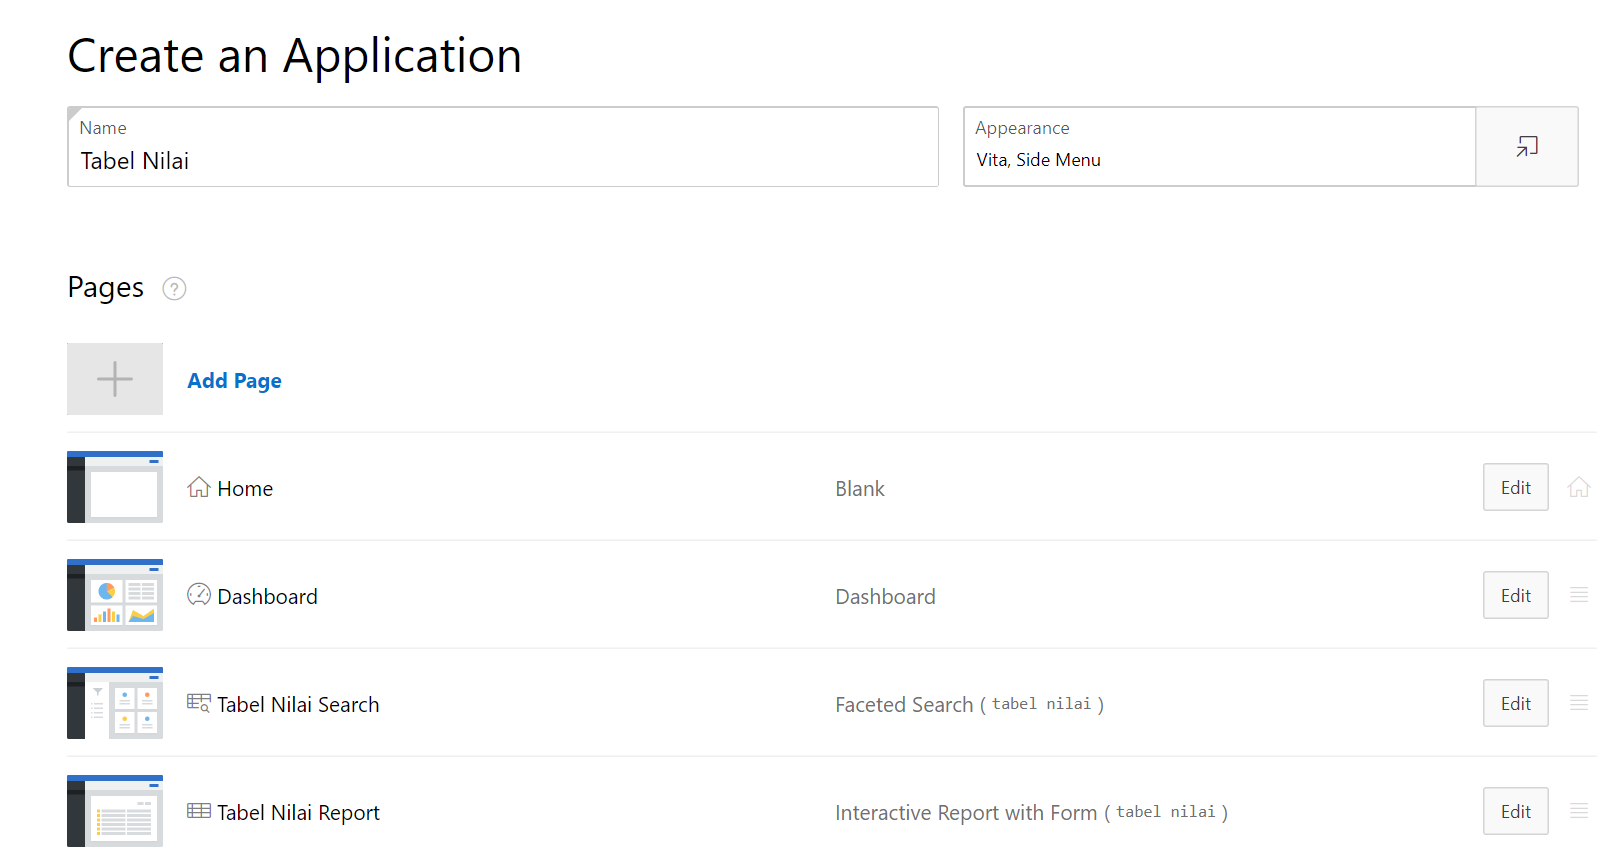 Create an Application
Name
Tabel Nilai
Appearance
Vita, Side Menu
Pages ?
Add Page
Home Blank Edit
Dashboard Dashboard Edit
Tabel Nilai Search Faceted Search ( tabel nilai ) Edit
Tabel Nilai Report Interactive Report with Form ( tabel nilai ) Edit